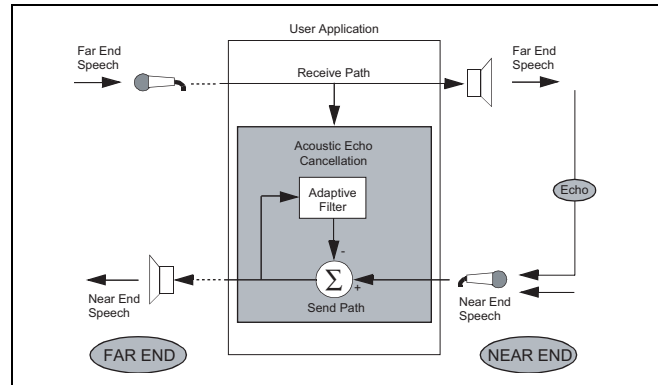 User Application
Far End
Speech
Receive Path
Far End
Speech
Acoustic Echo
Cancellation
Adaptive
Filter
Echo
-
Σ
+
Near End
Speech
Send Path
Near End
Speech
FAR END
NEAR END